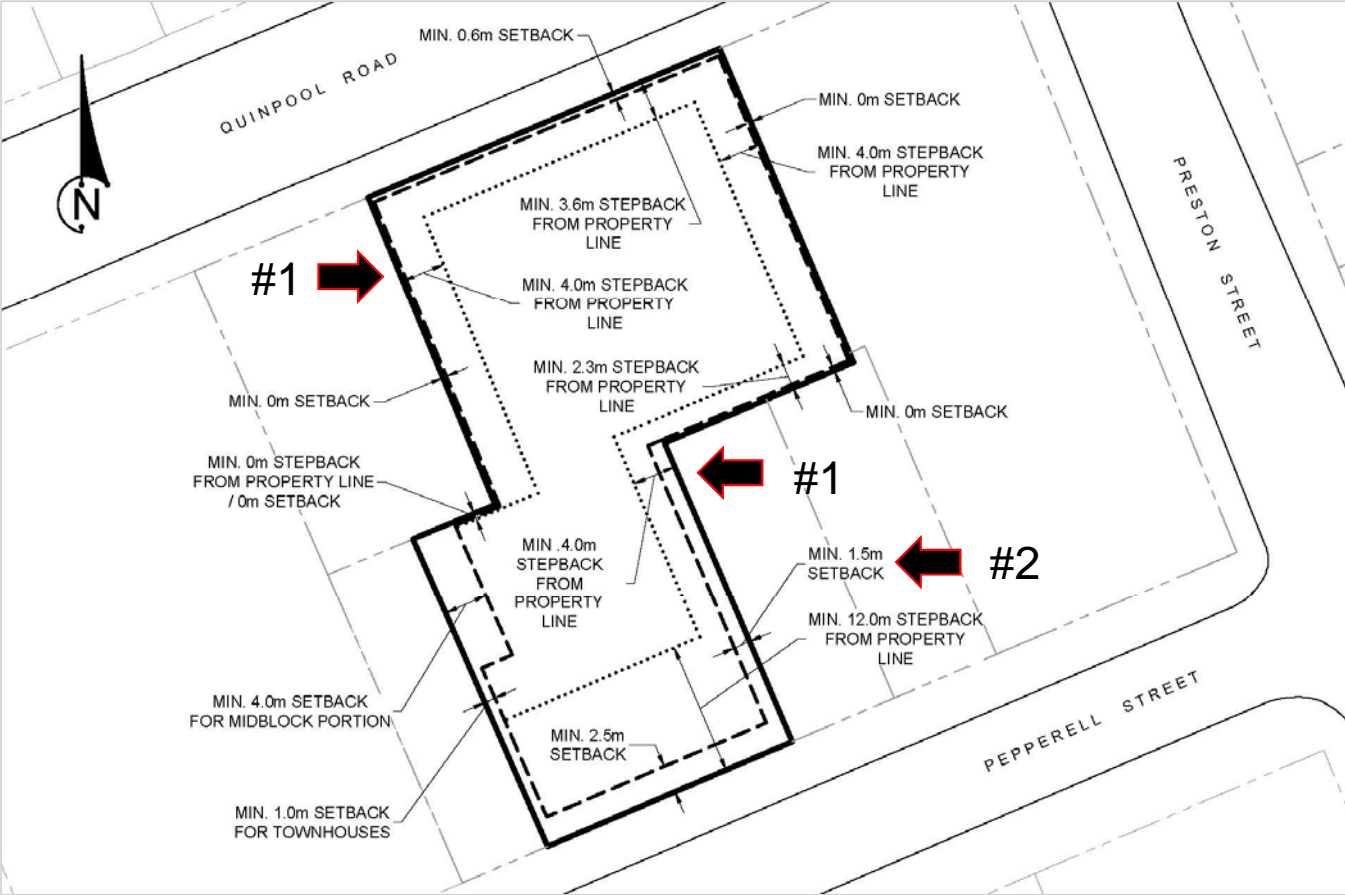 MIN. 0.6m SETBACK
QUINPOOL ROAD
MIN. 0m SETBACK
MIN. 4.0m STEPBACK
FROM PROPERTY
LINE
N
PRESTON STREET
MIN. 3.6m STEPBACK
FROM PROPERTY
LINE
#1
MIN. 4.0m STEPBACK
FROM PROPERTY
LINE
MIN. 2.3m STEPBACK
FROM PROPERTY
LINE
MIN. 0m SETBACK
MIN. 0m SETBACK
MIN. 0m STEPBACK
FROM PROPERTY LINE
/ 0m SETBACK
#1
MIN .4.0m
STEPBACK
FROM
PROPERTY
LINE
MIN. 1.5m
SETBACK
#2
MIN. 12.0m STEPBACK
FROM PROPERTY
LINE
MIN. 4.0m SETBACK
FOR MIDBLOCK PORTION
MIN. 2.5m
SETBACK
PEPPERELL STREET
MIN. 1.0m SETBACK
FOR TOWNHOUSES